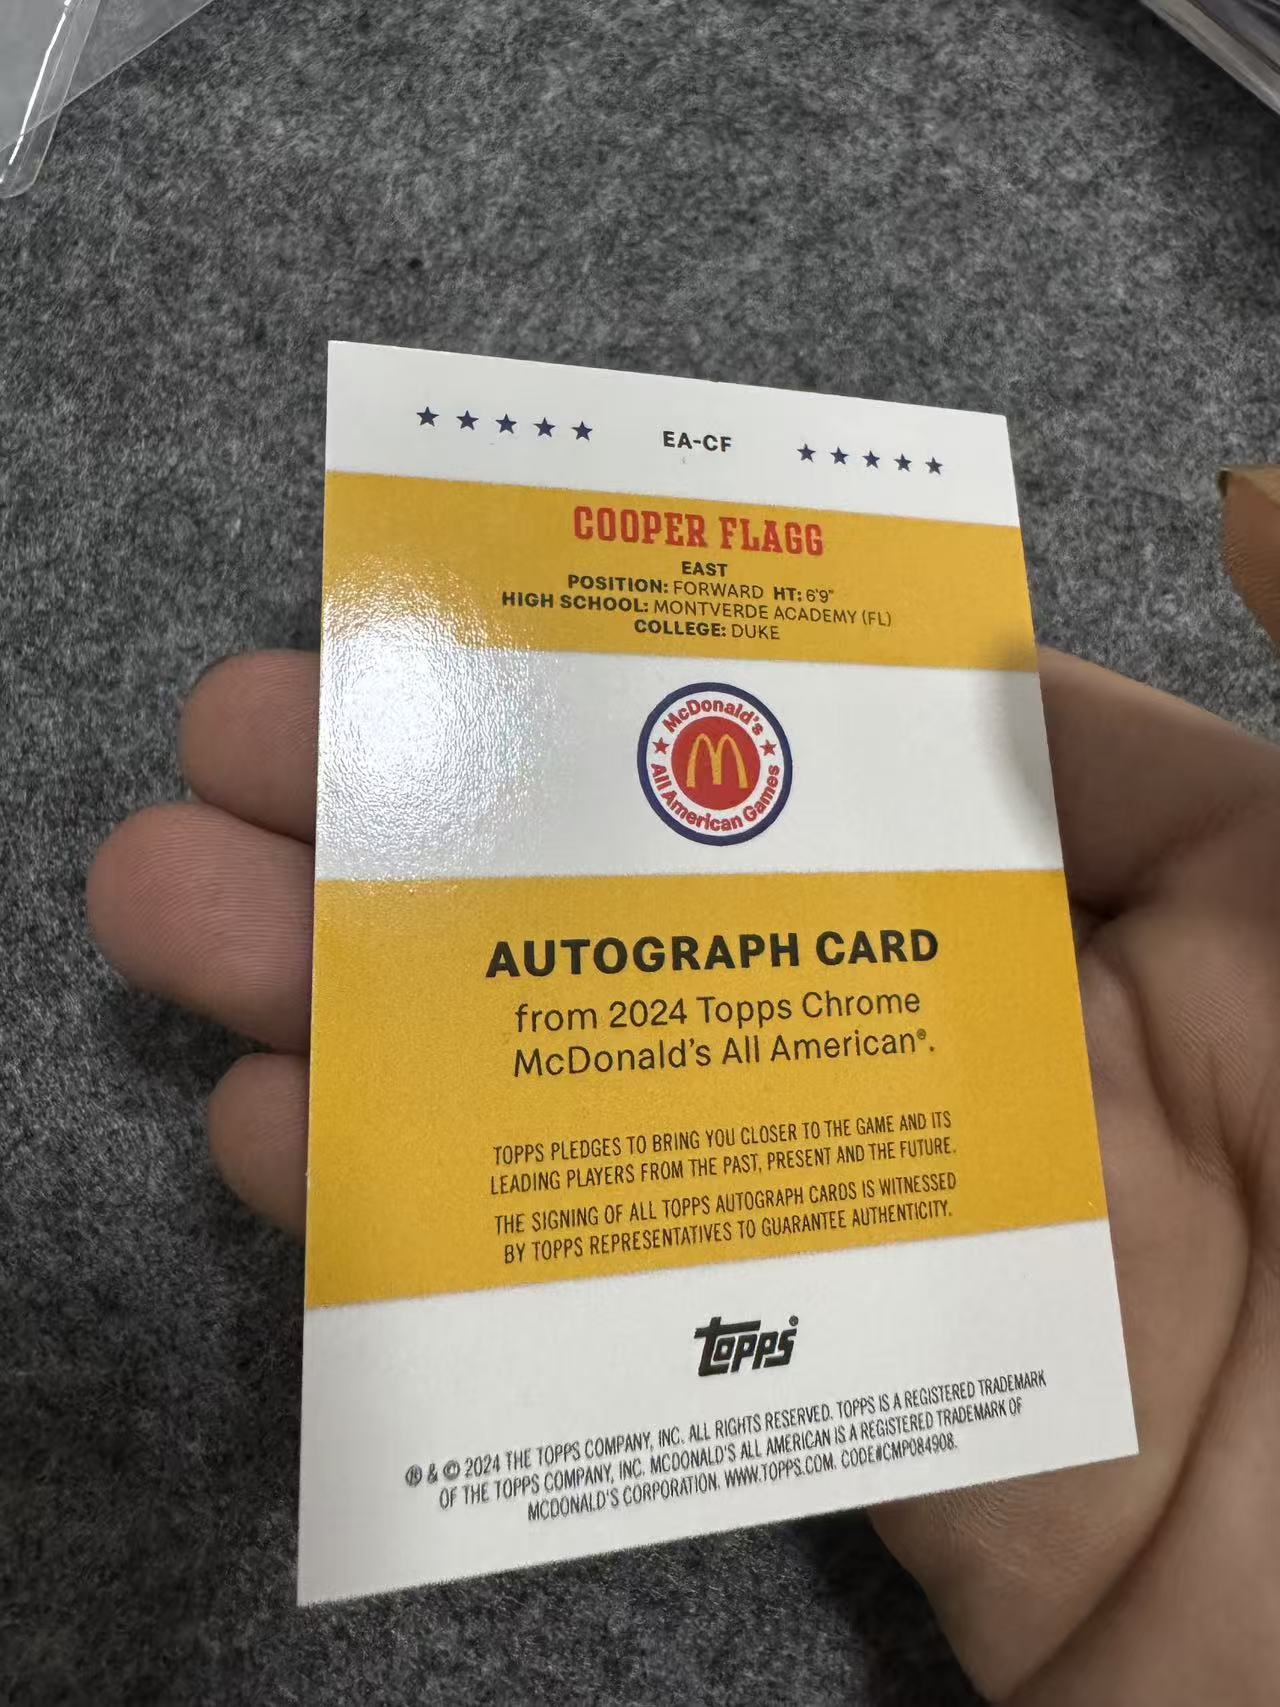 ★ ★ ★ ★ ★ EA-CF ★ ★ ★ ★ ★
COOPER FLAGG
EAST
POSITION: FORWARD HT: 6'9"
HIGH SCHOOL: MONTVERDE ACADEMY (FL)
COLLEGE: DUKE
McDonald's
All American Games
AUTOGRAPH CARD
from 2024 Topps Chrome
McDonald's All American®.
TOPPS PLEDGES TO BRING YOU CLOSER TO THE GAME AND ITS
LEADING PLAYERS FROM THE PAST, PRESENT AND THE FUTURE.
THE SIGNING OF ALL TOPPS AUTOGRAPH CARDS IS WITNESSED
BY TOPPS REPRESENTATIVES TO GUARANTEE AUTHENTICITY.
topps®
® & © 2024 THE TOPPS COMPANY, INC. ALL RIGHTS RESERVED. TOPPS IS A REGISTERED TRADEMARK
OF THE TOPPS COMPANY, INC. MCDONALD'S ALL AMERICAN IS A REGISTERED TRADEMARK OF
MCDONALD'S CORPORATION. WWW.TOPPS.COM. CODE#CMP084908.